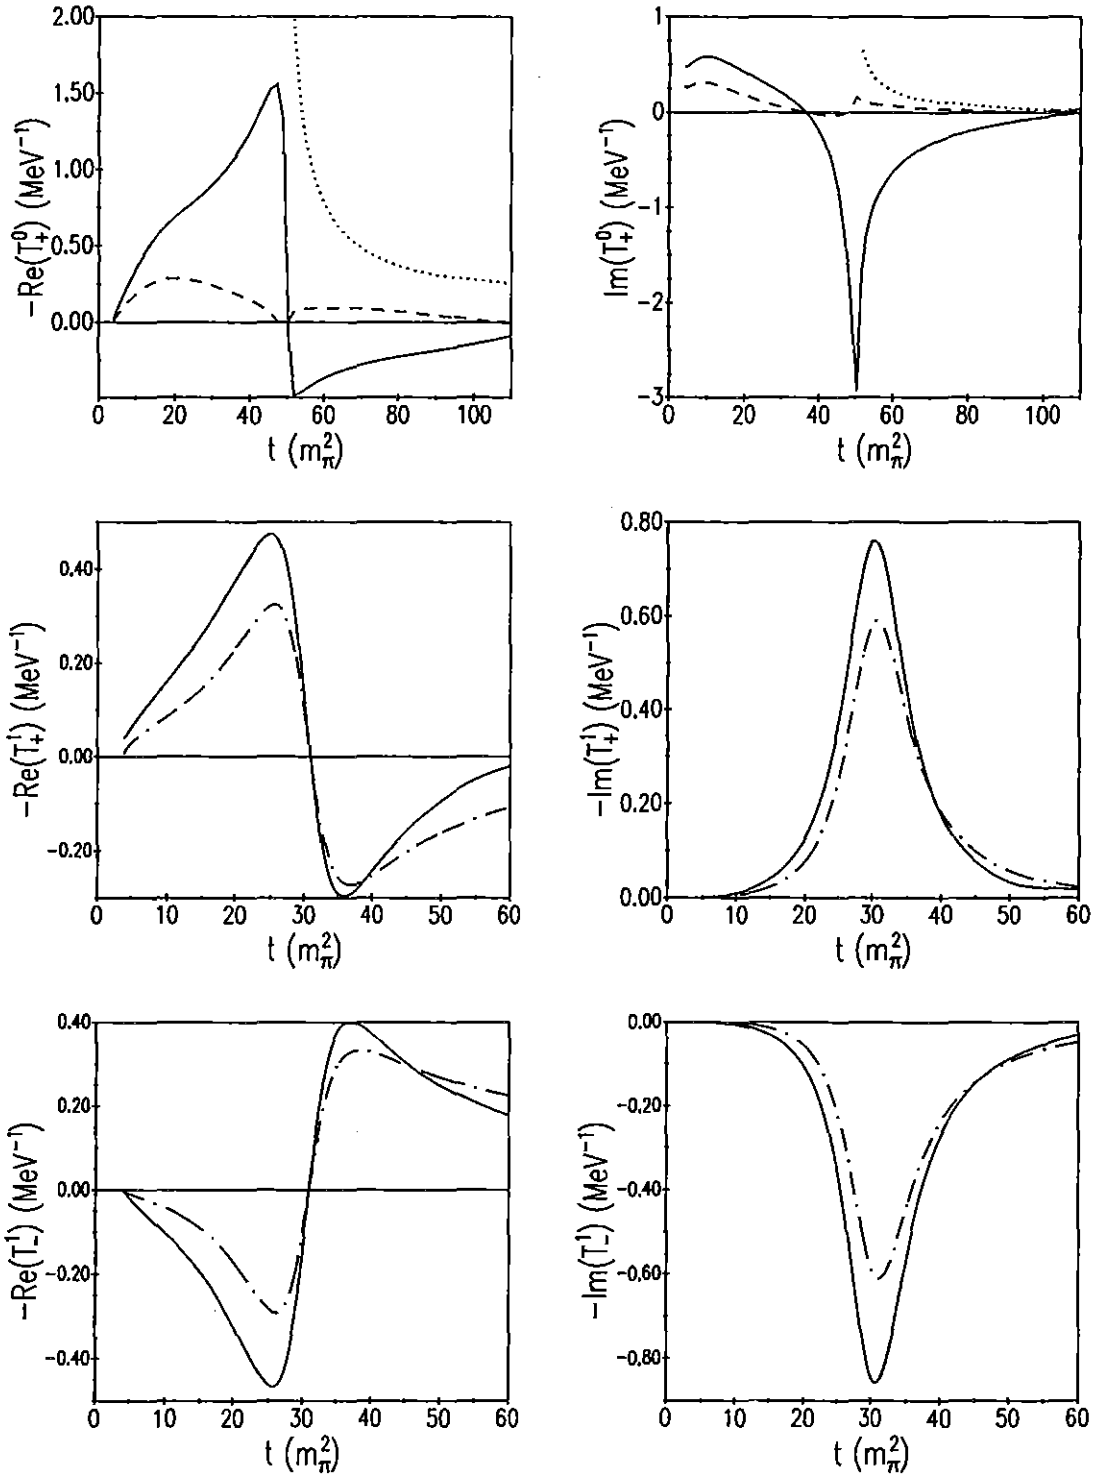 2.00
1.50
1.00
0.50
0.00
−Re(T⁰₊) (MeV⁻¹)
0 20 40 60 80 100
t (m²π)
1
0
−1
−2
−3
Im(T⁰₊) (MeV⁻¹)
0 20 40 60 80 100
t (m²π)
0.40
0.20
0.00
−0.20
−Re(T¹₊) (MeV⁻¹)
0 10 20 30 40 50 60
t (m²π)
0.80
0.60
0.40
0.20
0.00
−Im(T¹₊) (MeV⁻¹)
0 10 20 30 40 50 60
t (m²π)
0.40
0.20
0.00
−0.20
−0.40
−Re(T¹₋) (MeV⁻¹)
0 10 20 30 40 50 60
t (m²π)
0.00
−0.20
−0.40
−0.60
−0.80
−Im(T¹₋) (MeV⁻¹)
0 10 20 30 40 50 60
t (m²π)